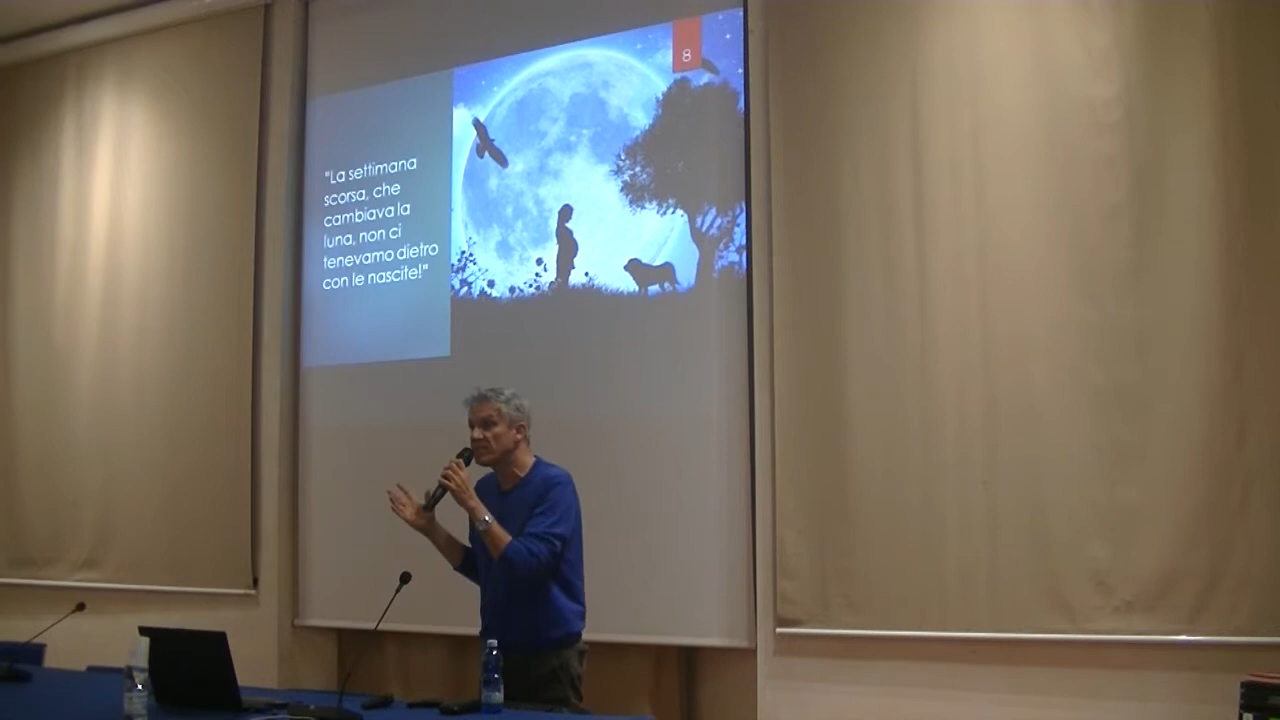 8
"La settimana
scorsa, che
cambiava la
luna, non ci
tenevamo dietro
con le nascite!"